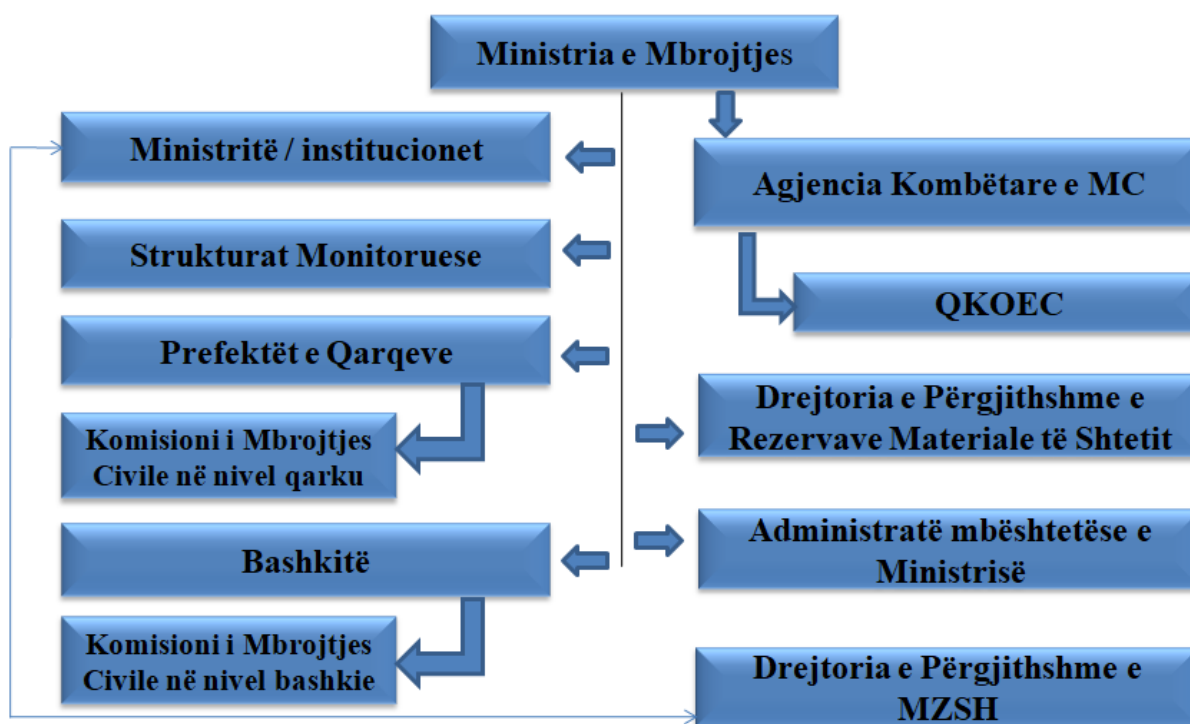 Ministria e Mbrojtjes
Ministritë / institucionet
Agjencia Kombëtare e MC
Strukturat Monitoruese
QKOEC
Prefektët e Qarqeve
Komisioni i Mbrojtjes
Civile në nivel qarku
Drejtoria e Përgjithshme e
Rezervave Materiale të Shtetit
Bashkitë
Administratë mbështetëse e
Ministrisë
Komisioni i Mbrojtjes
Civile në nivel bashkie
Drejtoria e Përgjithshme e
MZSH